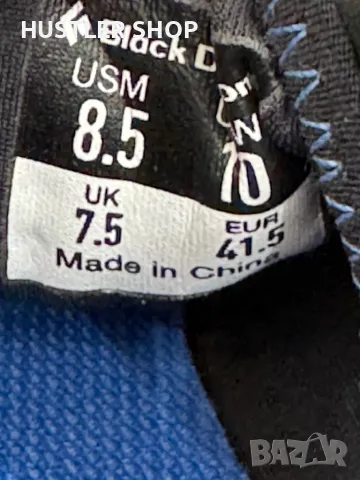 HUSTLER SHOP
Black D
USM
8.5
10
UK
7.5
EUR
41.5
Made in China
BAZAR